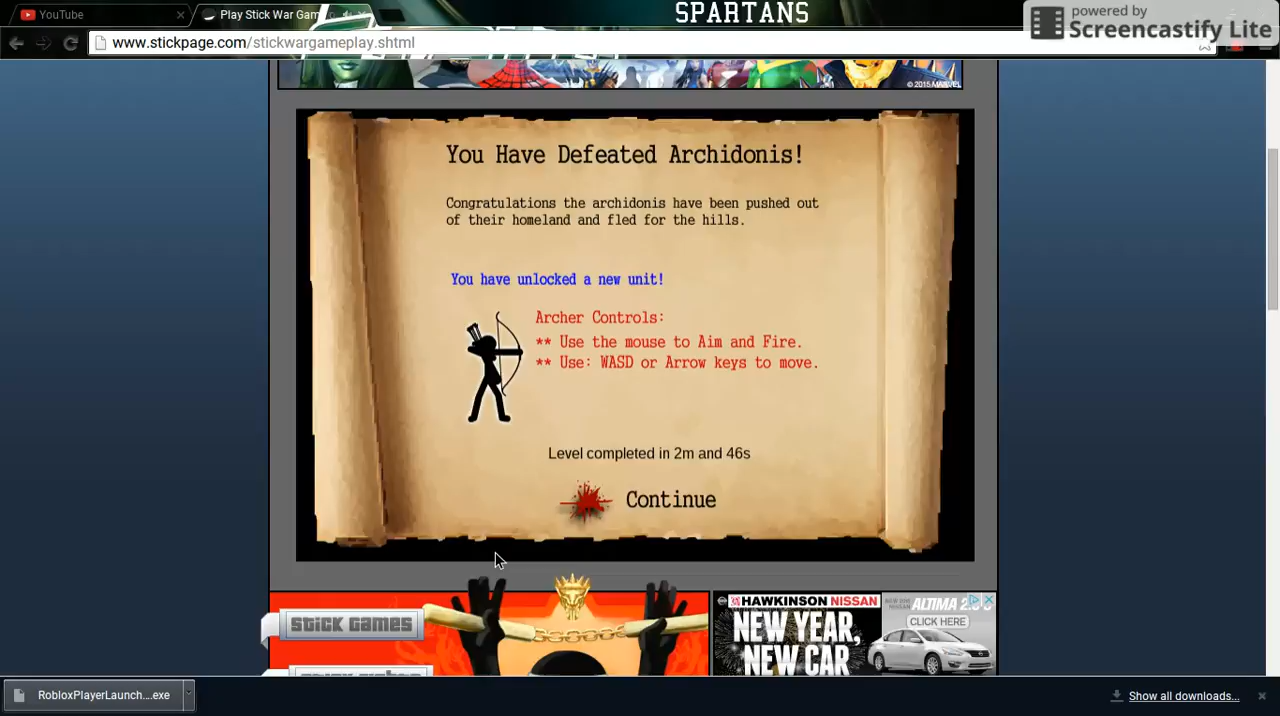 SPARTANS
powered by
Screencastify Lite
YouTube
Play Stick War Gam
www.stickpage.com/stickwargameplay.shtml
© 2015 MARVEL
You Have Defeated Archidonis!
Congratulations the archidonis have been pushed out
of their homeland and fled for the hills.
You have unlocked a new unit!
Archer Controls:
** Use the mouse to Aim and Fire.
** Use: WASD or Arrow keys to move.
Level completed in 2m and 46s
Continue
STICK GAMES
HAWKINSON NISSAN
NEW YEAR,
NEW CAR
ALTIMA
CLICK HERE
RobloxPlayerLaunch....exe
Show all downloads...